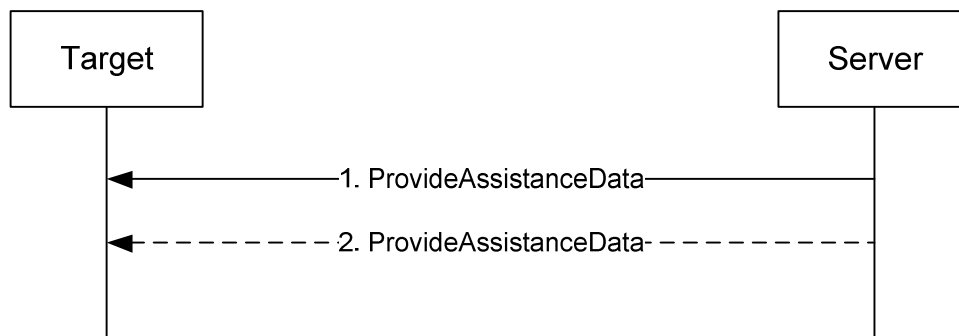 Target
Server
1. ProvideAssistanceData
2. ProvideAssistanceData